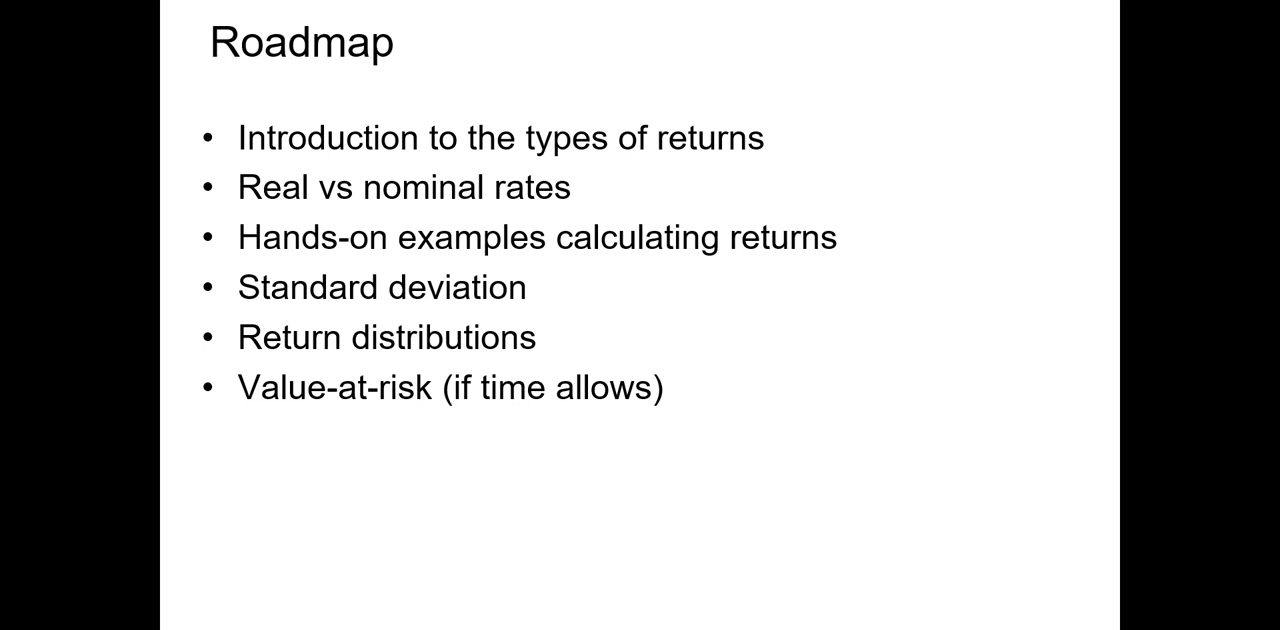 Roadmap
• Introduction to the types of returns
• Real vs nominal rates
• Hands-on examples calculating returns
• Standard deviation
• Return distributions
• Value-at-risk (if time allows)